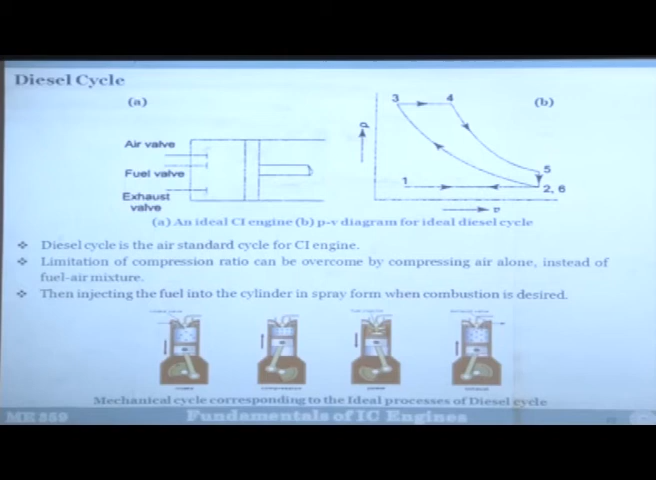 Diesel Cycle
(a)
3
4
(b)
Air valve
p
Fuel valve
5
Exhaust
valve
1
2, 6
v
(a) An ideal CI engine (b) p-v diagram for ideal diesel cycle
❖ Diesel cycle is the air standard cycle for CI engine.
❖ Limitation of compression ratio can be overcome by compressing air alone, instead of
fuel-air mixture.
❖ Then injecting the fuel into the cylinder in spray form when combustion is desired.
Mechanical cycle corresponding to the Ideal processes of Diesel cycle
ME 359
Fundamentals of IC Engines